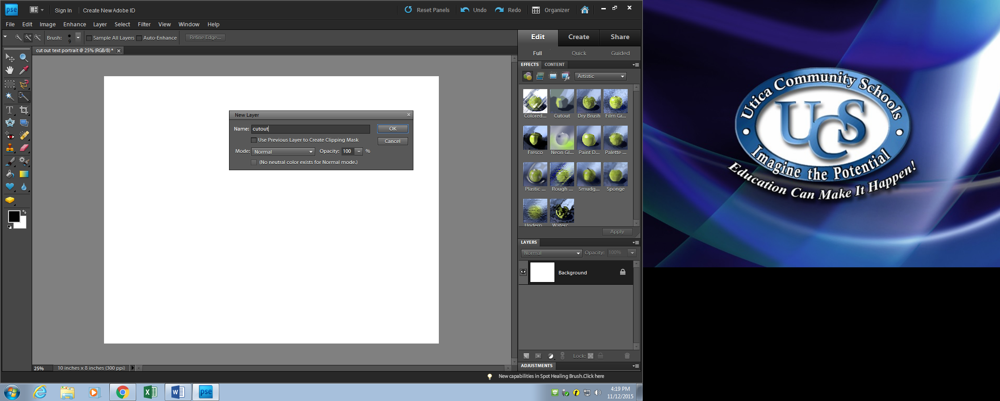 pse
Sign In
Create New Adobe ID
Reset Panels
Undo
Redo
Organizer
File Edit Image Enhance Layer Select Filter View Window Help
Brush: 9
Sample All Layers
Auto-Enhance
Refine Edge...
Edit Create Share
cut out text portrait @ 25% (RGB/8) *
Full Quick Guided
EFFECTS CONTENT
Artistic
Colored... Cutout Dry Brush Film Gr...
Fresco Neon Gl... Paint D... Palette ...
Plastic ... Rough ... Smudg... Sponge
Underp... Waterc...
Apply
New Layer
Name: cutout
OK
Use Previous Layer to Create Clipping Mask
Cancel
Mode: Normal Opacity: 100 %
(No neutral color exists for Normal mode.)
T
LAYERS
Normal Opacity: 100%
Background
Lock:
ADJUSTMENTS
25% 10 inches x 8 inches (300 ppi)
New capabilities in Spot Healing Brush.Click here
pse
4:19 PM
11/12/2015
Utica Community Schools
UCS
Imagine the Potential
Education Can Make It Happen!